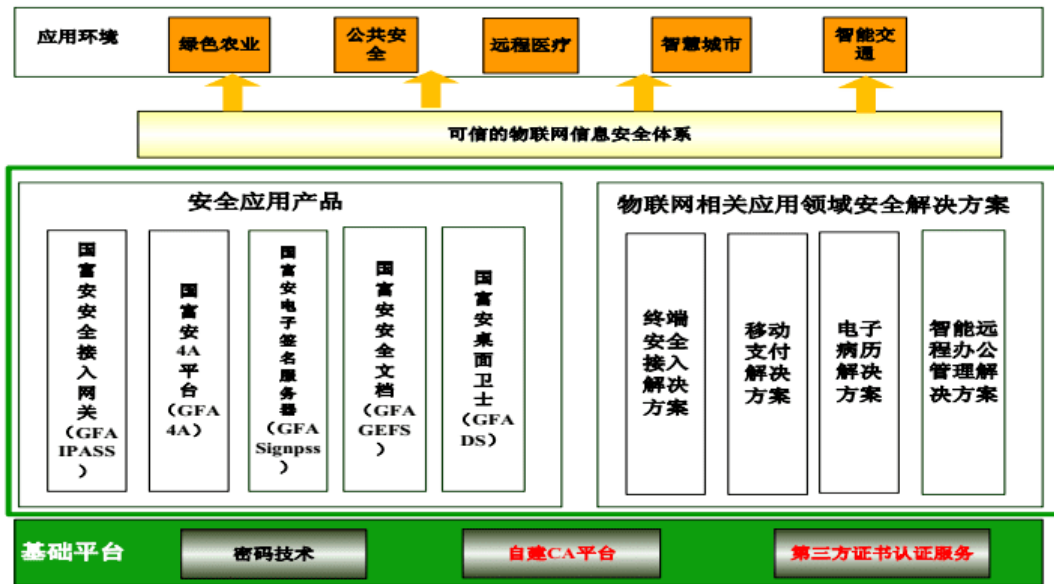 应用环境
绿色农业
公共安
全
远程医疗
智慧城市
智能交
通
可信的物联网信息安全体系
安全应用产品
国富安安全接入网关（GFA
IPASS）
国富安4A平台（GFA
4A）
国富安电子签名服务器（GFA
Signpss）
国富安安全文档（GFA
GEFS）
国富安桌面卫士（GFA
DS）
物联网相关应用领域安全解决方案
终端
安全
接入
解决
方案
移动
支付
解决
方案
电子
病历
解决
方案
智能远
程办公
管理解
决方案
基础平台
密码技术
自建CA平台
第三方证书认证服务